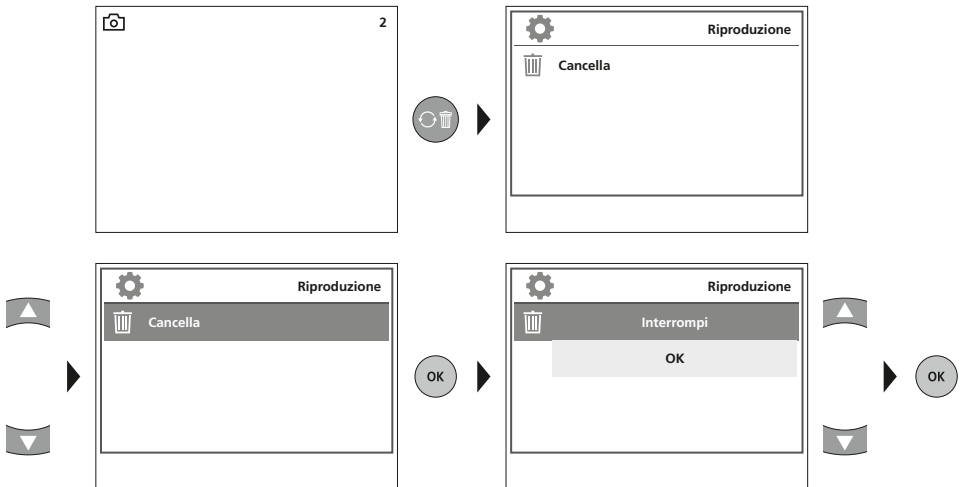 2
Riproduzione
Cancella
Riproduzione
Cancella
OK
Riproduzione
Interrompi
OK
OK